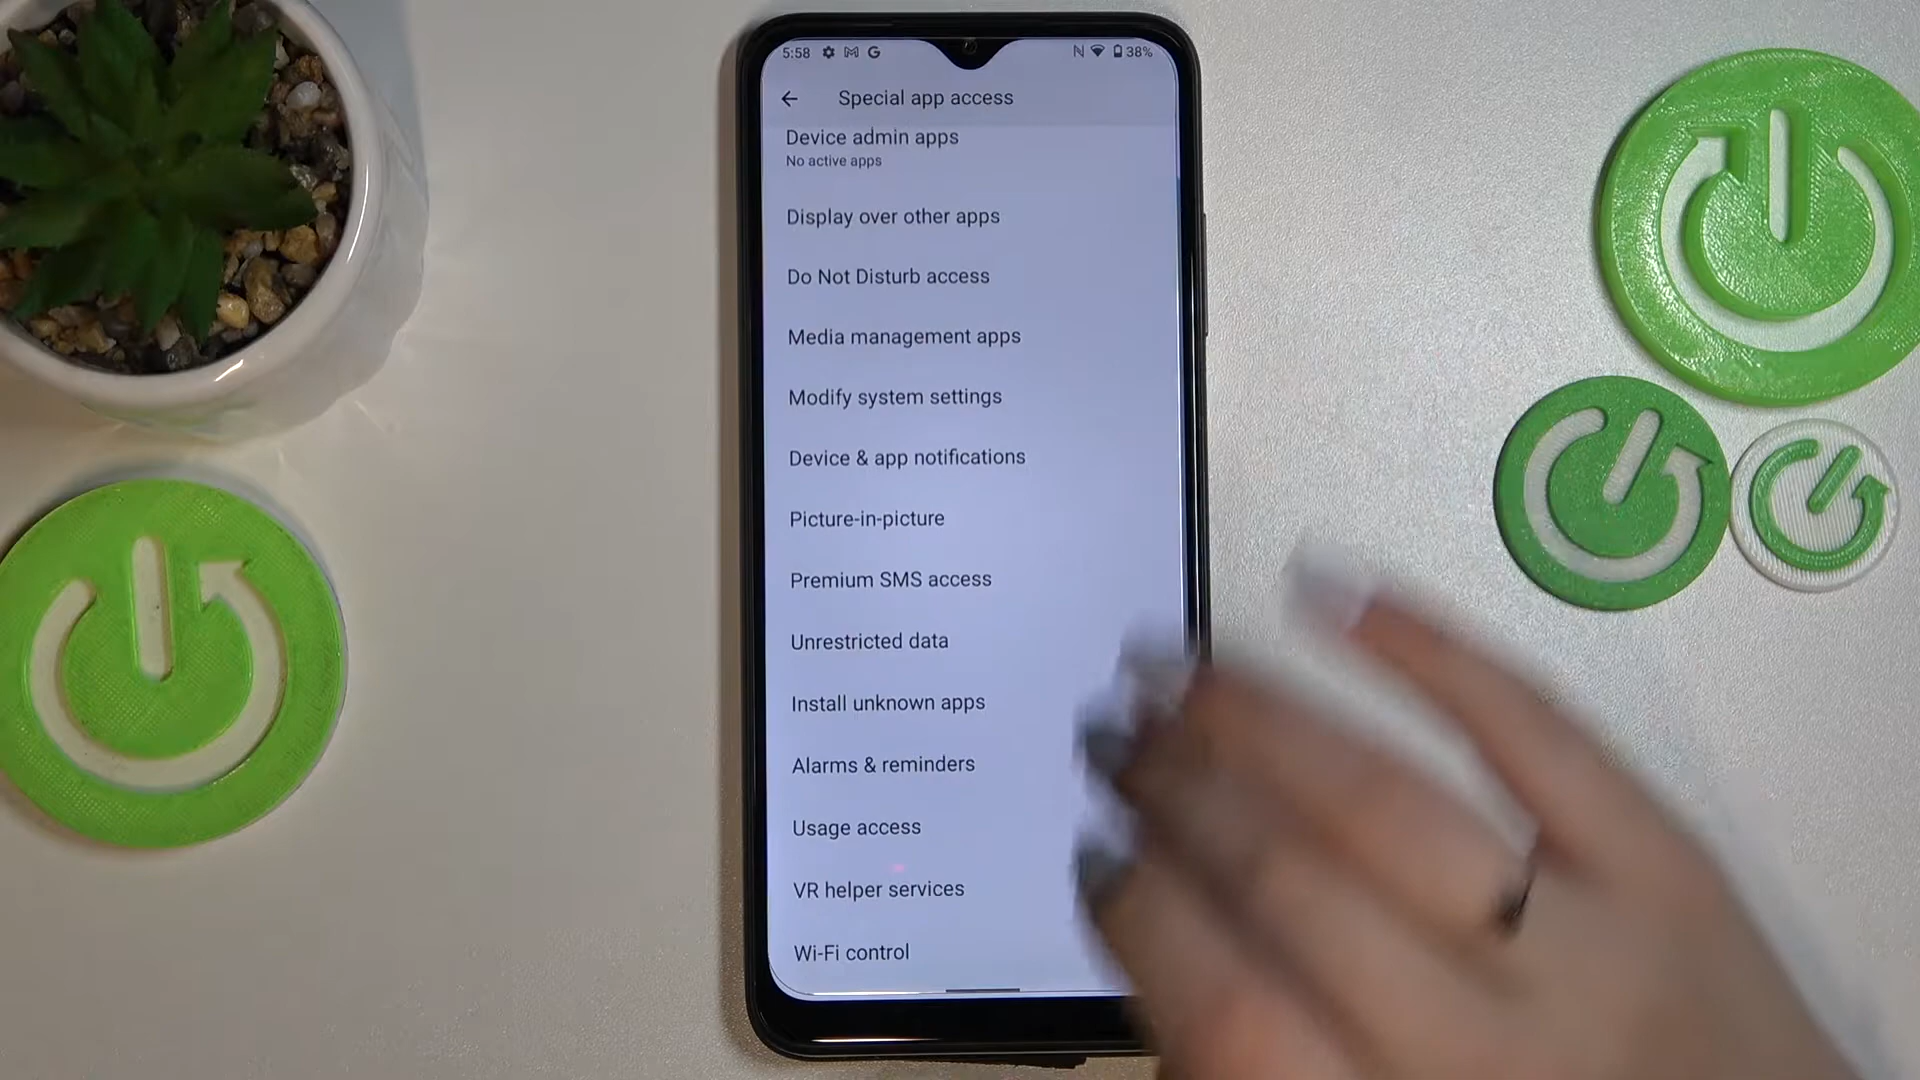 5:58 38%
Special app access
Device admin apps
No active apps
Display over other apps
Do Not Disturb access
Media management apps
Modify system settings
Device & app notifications
Picture-in-picture
Premium SMS access
Unrestricted data
Install unknown apps
Alarms & reminders
Usage access
VR helper services
Wi-Fi control